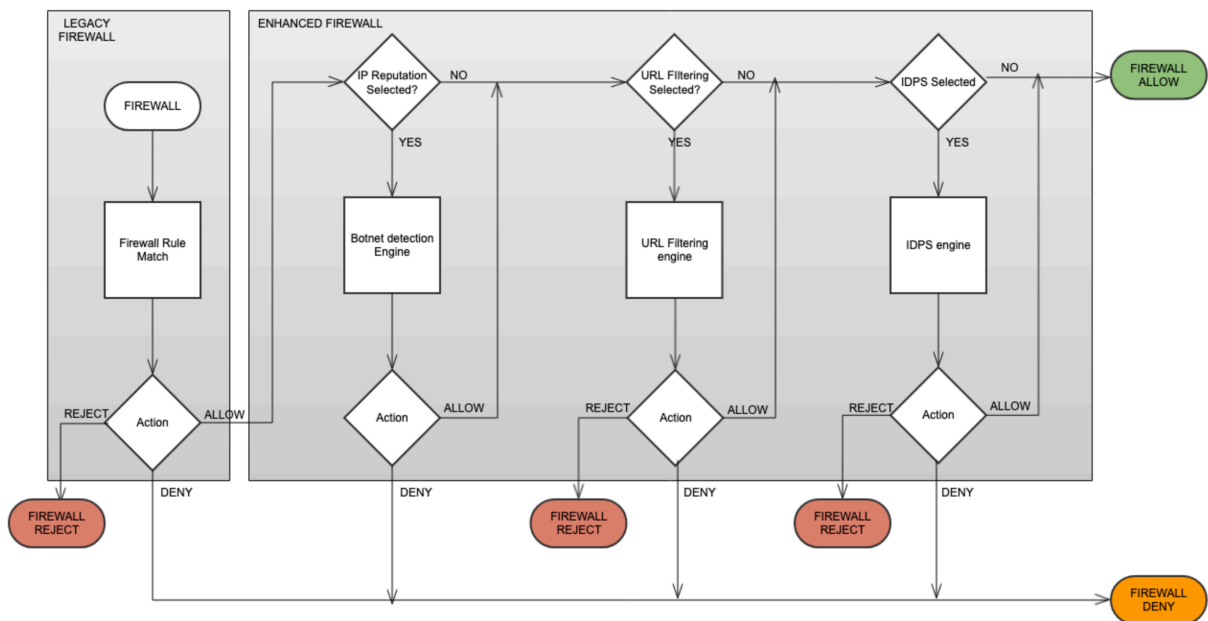 LEGACY
FIREWALL
ENHANCED FIREWALL
FIREWALL
Firewall Rule
Match
Action
REJECT
ALLOW
DENY
FIREWALL
REJECT
IP Reputation
Selected?
NO
YES
Botnet detection
Engine
Action
ALLOW
DENY
URL FIltering
Selected?
NO
YES
URL Filtering
engine
Action
REJECT
ALLOW
DENY
FIREWALL
REJECT
IDPS Selected
NO
YES
IDPS engine
Action
REJECT
ALLOW
DENY
FIREWALL
REJECT
FIREWALL
ALLOW
FIREWALL
DENY